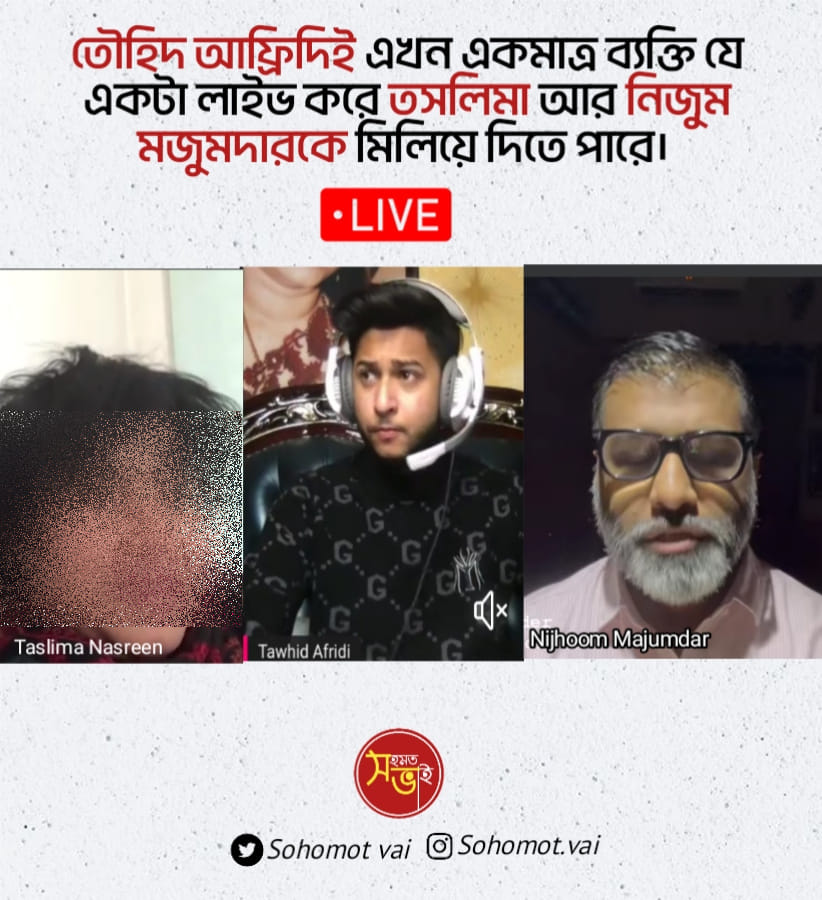 তৌহিদ আফ্রিদিই এখন একমাত্র ব্যক্তি যে
একটা লাইভ করে তসলিমা আর নিজুম
মজুমদারকে মিলিয়ে দিতে পারে।
• LIVE
Taslima Nasreen
Tawhid Afridi
der
Nijhoom Majumdar
সহমত
ভাই
Sohomot vai
Sohomot.vai